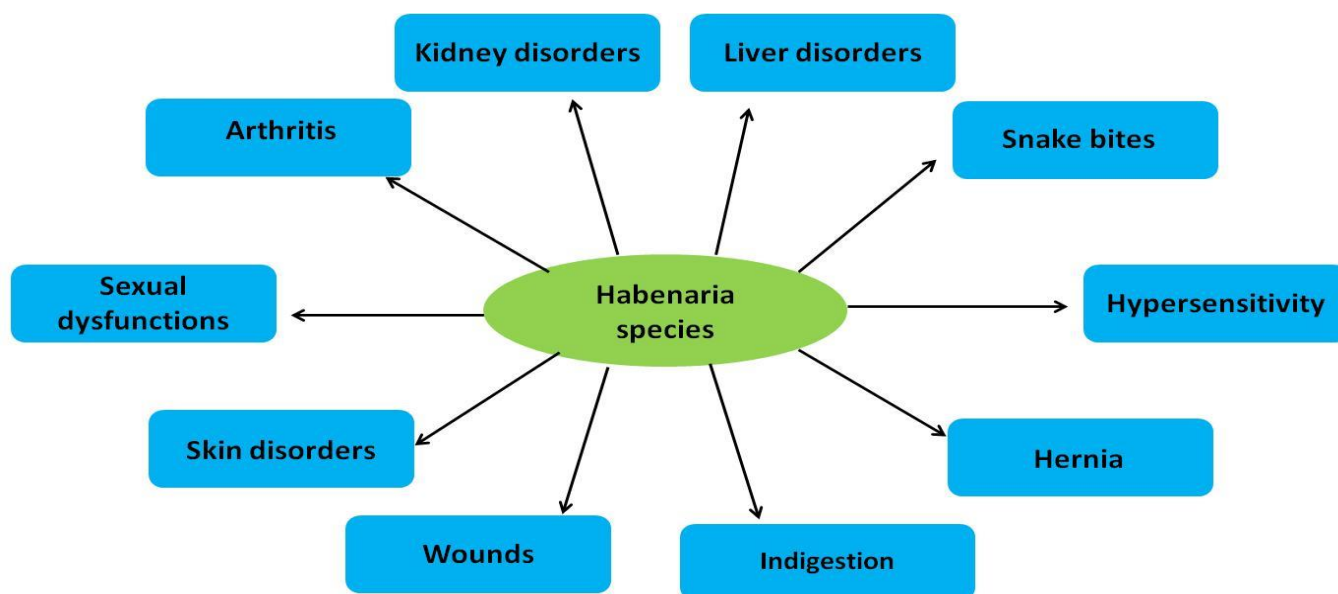 Kidney disorders
Liver disorders
Arthritis
Snake bites
Sexual
dysfunctions
Habenaria
species
Hypersensitivity
Skin disorders
Hernia
Wounds
Indigestion